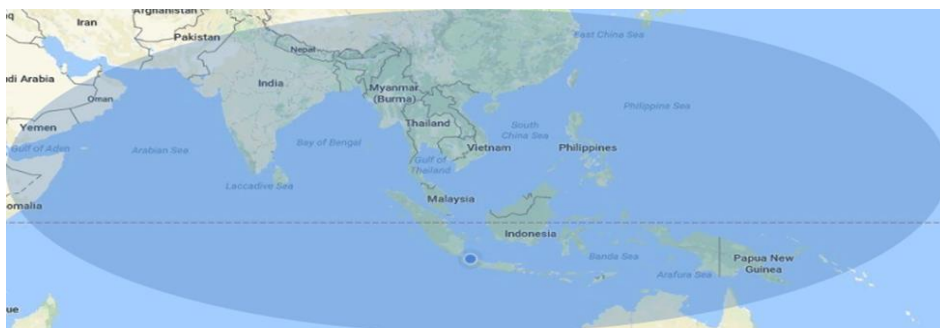 Afghanistan
Iran
Pakistan
East China Sea
Nepal
di Arabia
India
Myanmar
(Burma)
Oman
Philippine Sea
Yemen
Thailand
South
China Sea
Gulf of Aden
Arabian Sea
Bay of Bengal
Vietnam
Philippines
Gulf of
Thailand
Laccadive Sea
Malaysia
omalia
Indonesia
Banda Sea
Papua New
Guinea
Arafura Sea
ue